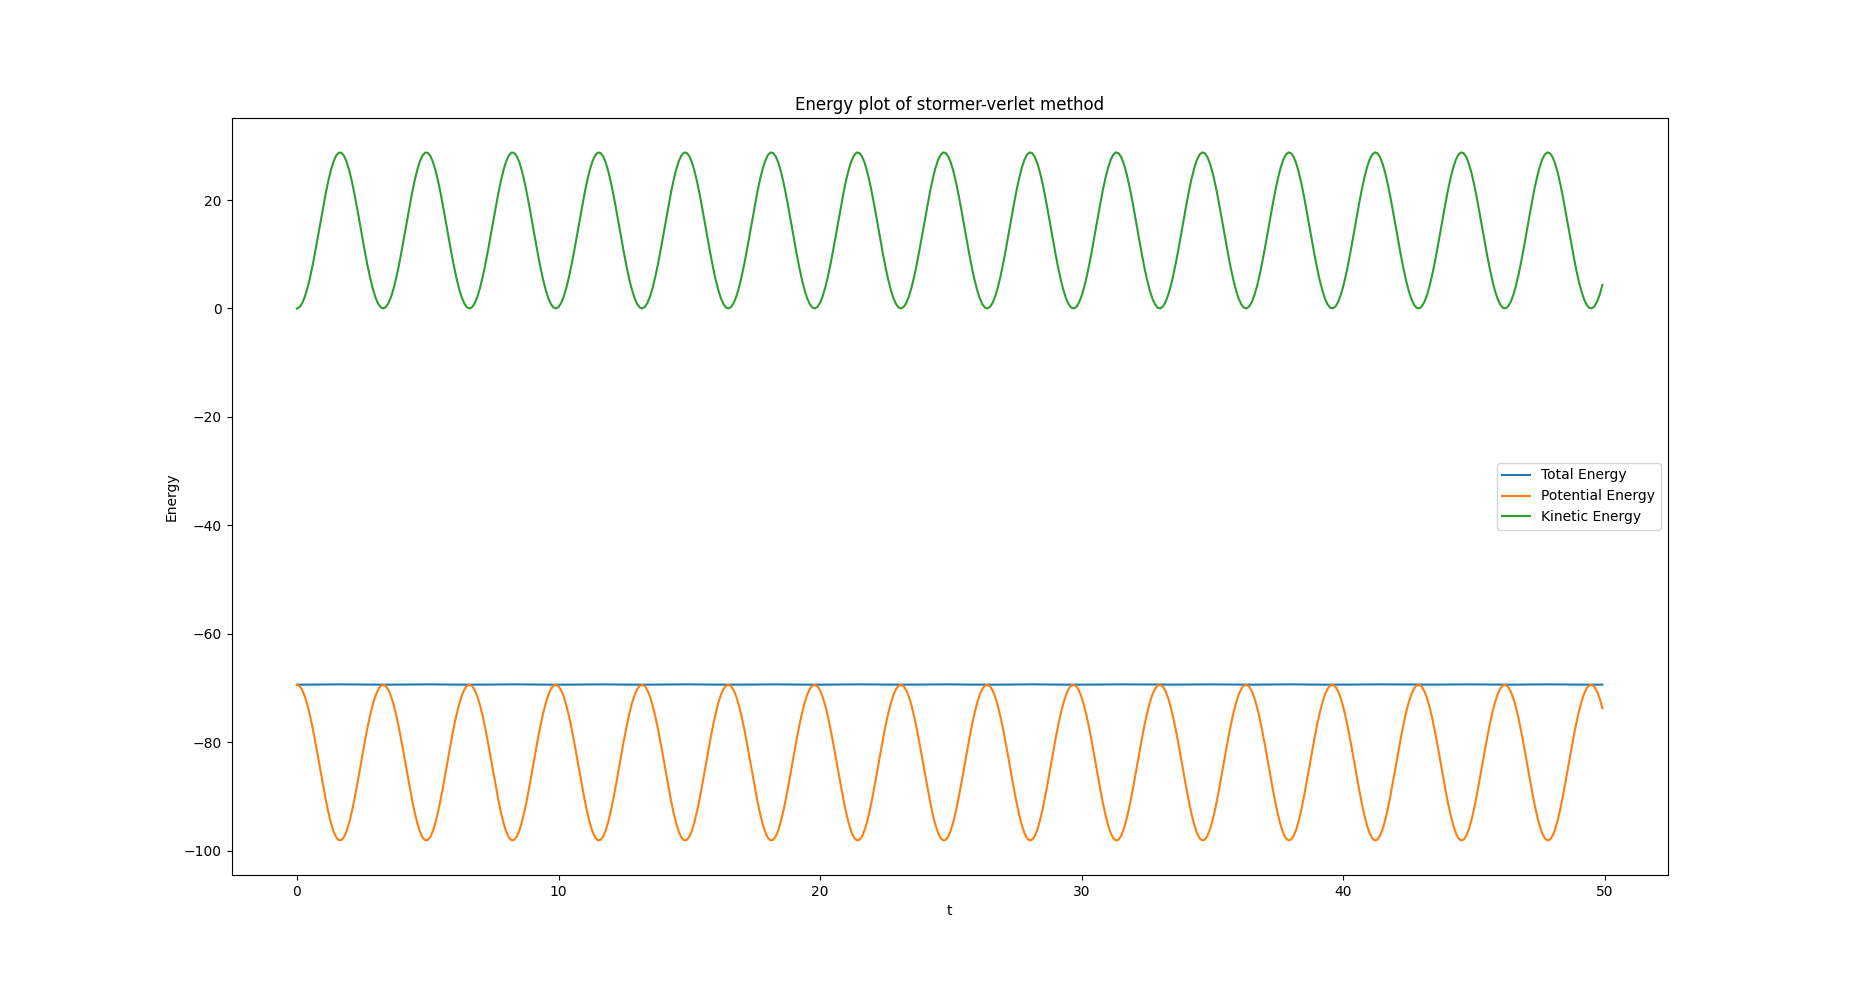 Energy plot of stormer-verlet method
20
0
−20
−40
−60
−80
−100
Energy
Total Energy
Potential Energy
Kinetic Energy
0 10 20 30 40 50
t